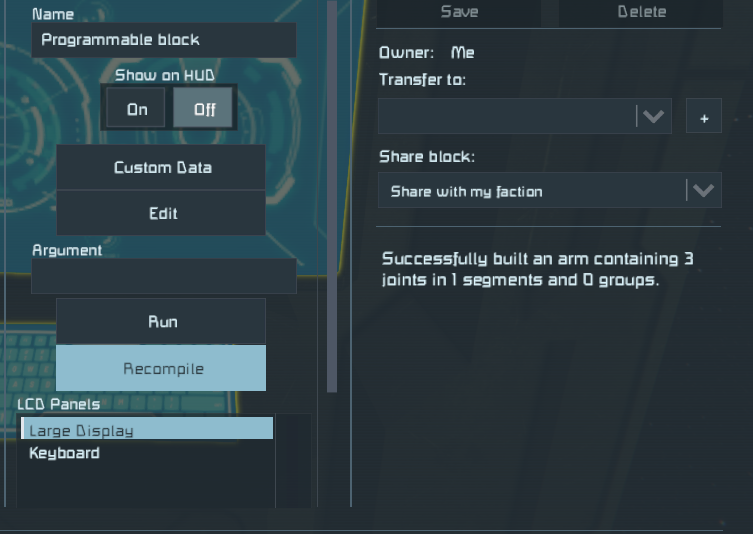 Name
Programmable block
Show on HUD
On Off
Custom Data
Edit
Argument
Run
Recompile
LCD Panels
Large Display
Keyboard
Save Delete
Owner: Me
Transfer to:
+
Share block:
Share with my faction
Successfully built an arm containing 3
joints in 1 segments and 0 groups.